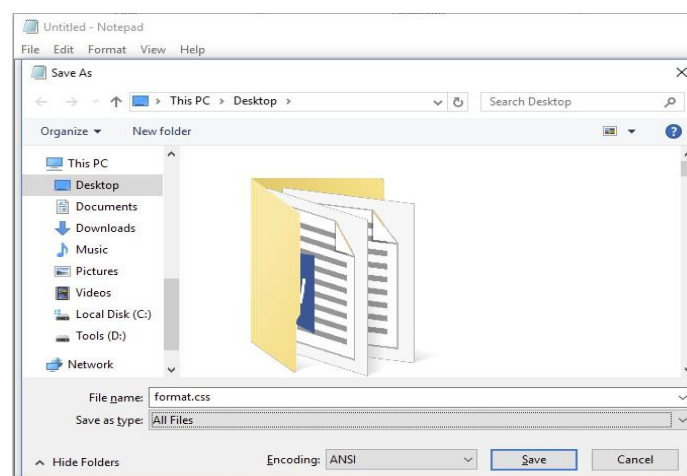 Untitled - Notepad
File Edit Format View Help
Save As
This PC > Desktop >
Search Desktop
Organize
New folder
This PC
Desktop
Documents
Downloads
Music
Pictures
Videos
Local Disk (C:)
Tools (D:)
Network
File name: format.css
Save as type: All Files
Hide Folders
Encoding: ANSI
Save
Cancel